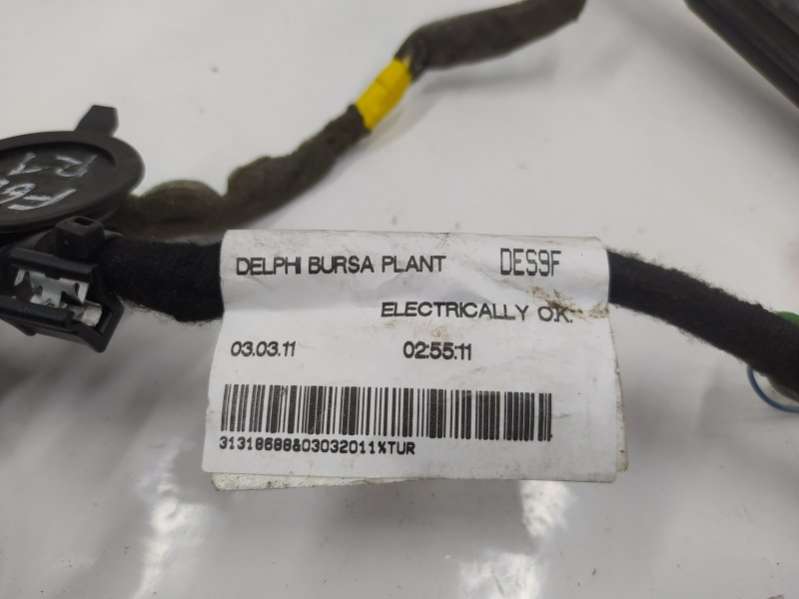 DELPHI BURSA PLANT DES9F
ELECTRICALLY O.K.
03.03.11 02:55:11
31318688&03032011%TUR